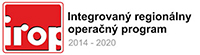 irop
Integrovaný regionálny
operačný program
2014 - 2020